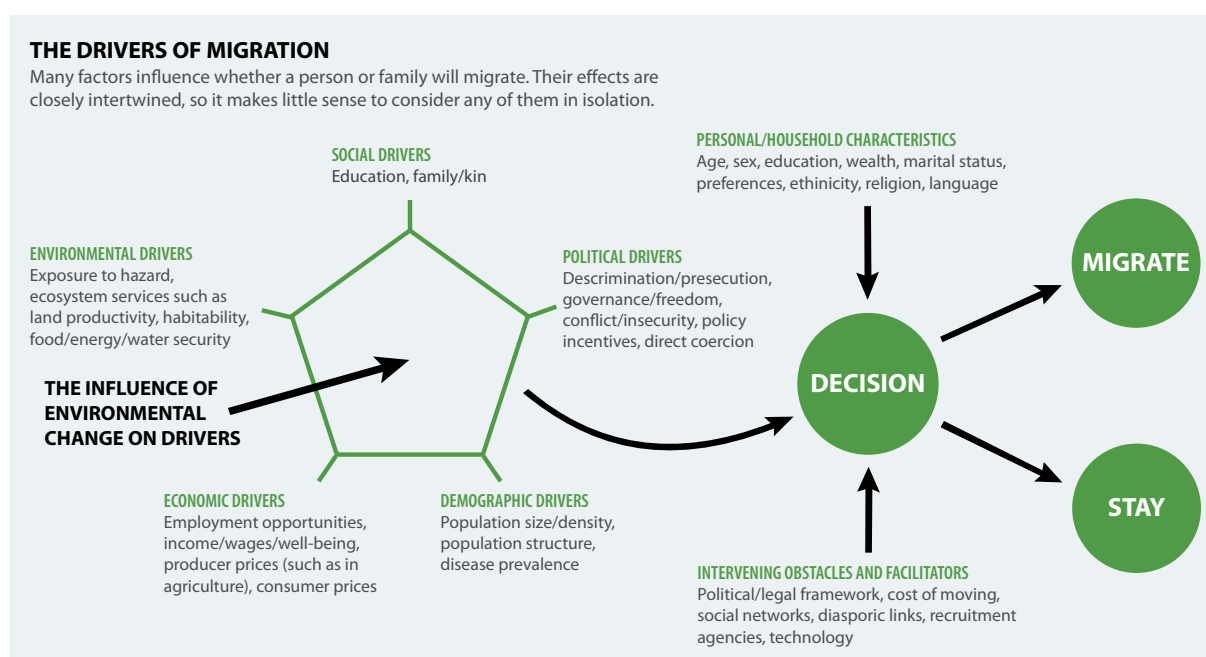 THE DRIVERS OF MIGRATION
Many factors influence whether a person or family will migrate. Their effects are
closely intertwined, so it makes little sense to consider any of them in isolation.
SOCIAL DRIVERS
Education, family/kin
ENVIRONMENTAL DRIVERS
Exposure to hazard,
ecosystem services such as
land productivity, habitability,
food/energy/water security
POLITICAL DRIVERS
Descrimination/presecution,
governance/freedom,
conflict/insecurity, policy
incentives, direct coercion
THE INFLUENCE OF
ENVIRONMENTAL
CHANGE ON DRIVERS
ECONOMIC DRIVERS
Employment opportunities,
income/wages/well-being,
producer prices (such as in
agriculture), consumer prices
DEMOGRAPHIC DRIVERS
Population size/density,
population structure,
disease prevalence
PERSONAL/HOUSEHOLD CHARACTERISTICS
Age, sex, education, wealth, marital status,
preferences, ethinicity, religion, language
DECISION
INTERVENING OBSTACLES AND FACILITATORS
Political/legal framework, cost of moving,
social networks, diasporic links, recruitment
agencies, technology
MIGRATE
STAY